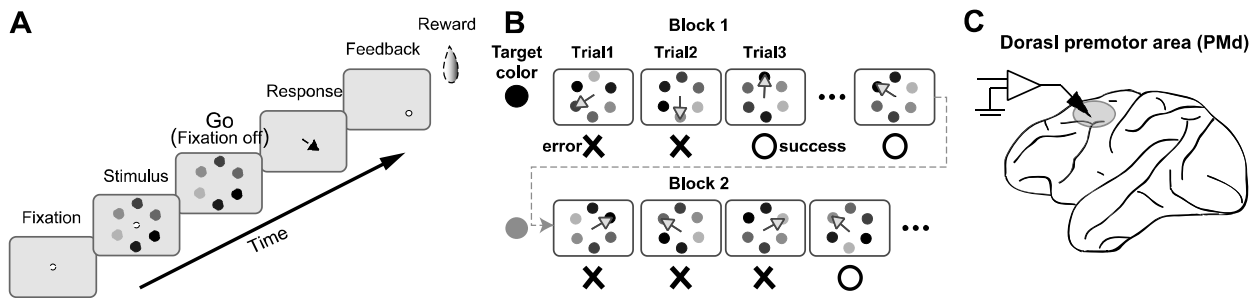 A
Fixation
Stimulus
Go
(Fixation off)
Response
Feedback
Reward
Time
B
Block 1
Target
color
Trial1
Trial2
Trial3
error
success
Block 2
C
Dorasl premotor area (PMd)